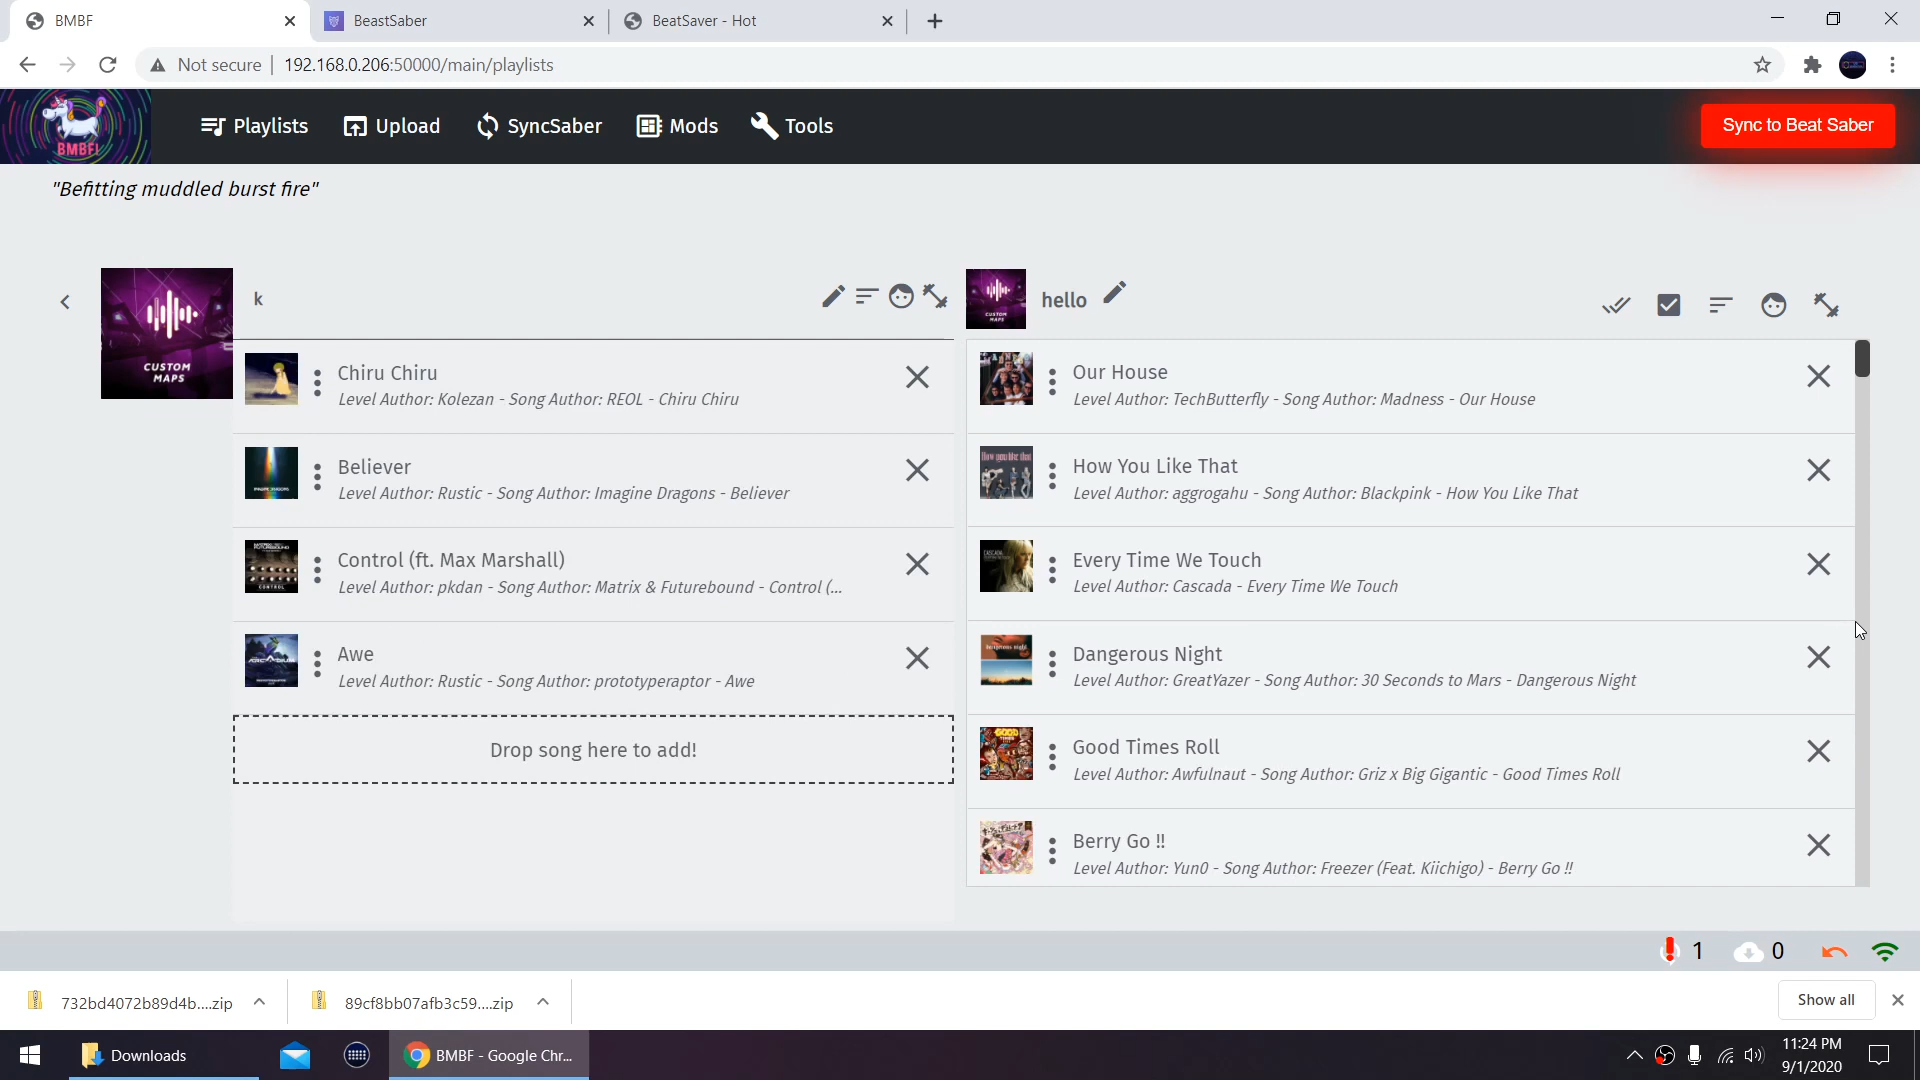 BMBF
BeastSaber
BeatSaver - Hot
Not secure
192.168.0.206:50000/main/playlists
BMBF!
Playlists
Upload
SyncSaber
Mods
Tools
Sync to Beat Saber
"Befitting muddled burst fire"
CUSTOM
MAPS
k
Chiru Chiru
Level Author: Kolezan - Song Author: REOL - Chiru Chiru
Believer
Level Author: Rustic - Song Author: Imagine Dragons - Believer
Control (ft. Max Marshall)
Level Author: pkdan - Song Author: Matrix & Futurebound - Control (...
Awe
Level Author: Rustic - Song Author: prototyperaptor - Awe
Drop song here to add!
CUSTOM
MAPS
hello
Our House
Level Author: TechButterfly - Song Author: Madness - Our House
How you like that
How You Like That
Level Author: aggrogahu - Song Author: Blackpink - How You Like That
CASCADA
Every Time We Touch
Level Author: Cascada - Every Time We Touch
Dangerous Night
Level Author: GreatYazer - Song Author: 30 Seconds to Mars - Dangerous Night
GOOD
Good Times Roll
Level Author: Awfulnaut - Song Author: Griz x Big Gigantic - Good Times Roll
Berry Go !!
Level Author: Yun0 - Song Author: Freezer (Feat. Kiichigo) - Berry Go !!
1
0
732bd4072b89d4b....zip
89cf8bb07afb3c59....zip
Show all
Downloads
BMBF - Google Chr...
11:24 PM
9/1/2020